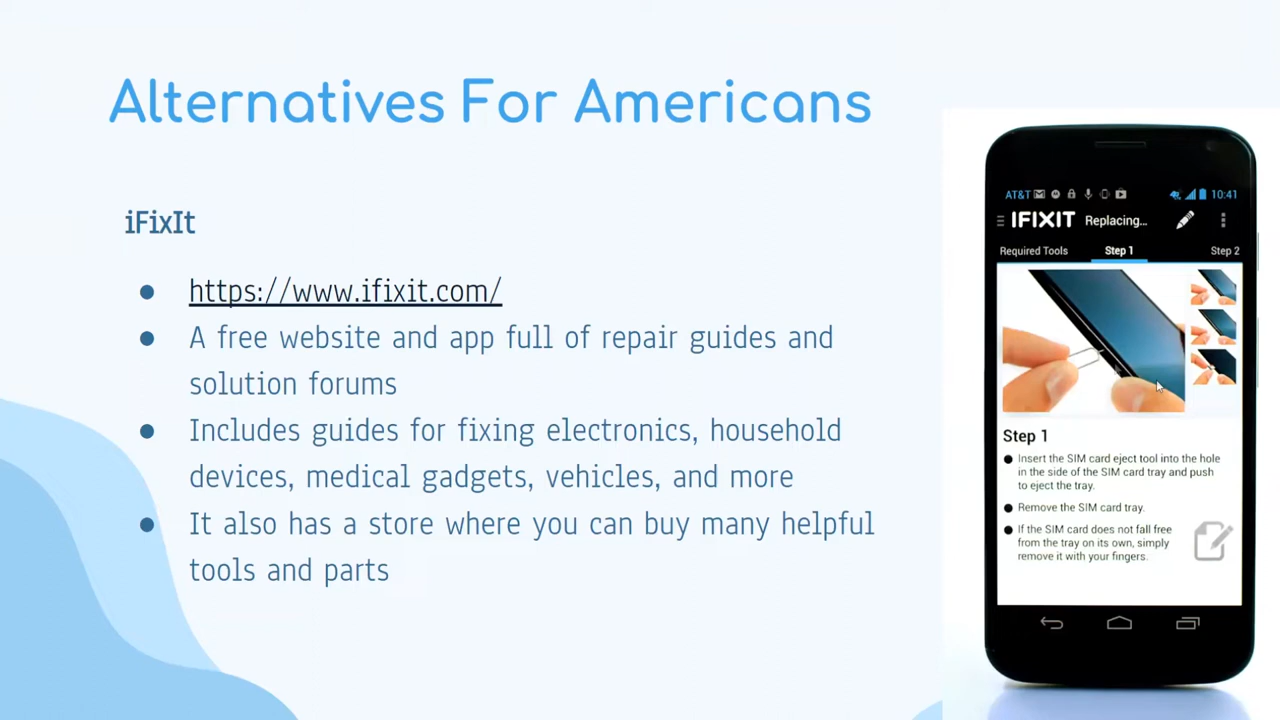 Alternatives For Americans
iFixIt
https://www.ifixit.com/
A free website and app full of repair guides and
solution forums
Includes guides for fixing electronics, household
devices, medical gadgets, vehicles, and more
It also has a store where you can buy many helpful
tools and parts
AT&T 10:41
IFIXIT Replacing...
Required Tools Step 1 Step 2
Step 1
Insert the SIM card eject tool into the hole
in the side of the SIM card tray and push
to eject the tray.
Remove the SIM card tray.
If the SIM card does not fall free
from the tray on its own, simply
remove it with your fingers.